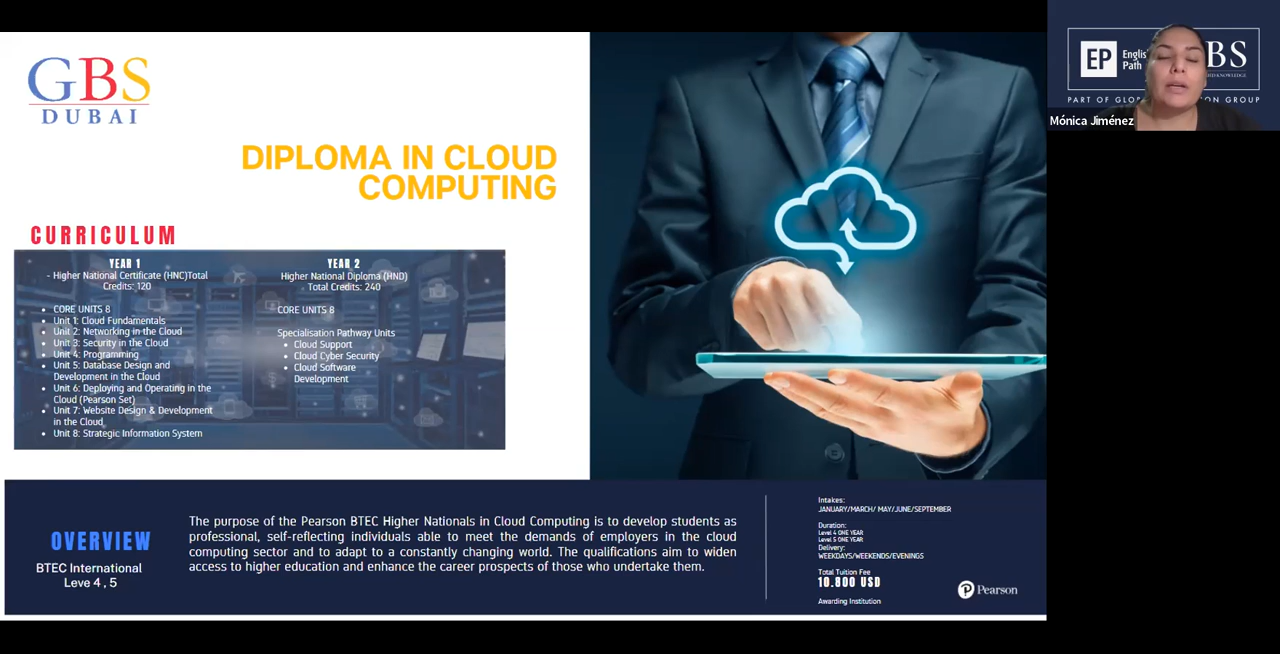 GBS
DUBAI
DIPLOMA IN CLOUD
COMPUTING
CURRICULUM
YEAR 1
- Higher National Certificate (HNC)Total
Credits: 120
CORE UNITS 8
Unit 1: Cloud Fundamentals
Unit 2: Networking in the Cloud
Unit 3: Security in the Cloud
Unit 4: Programming
Unit 5: Database Design and
Development in the Cloud
Unit 6: Deploying and Operating in the
Cloud (Pearson Set)
Unit 7: Website Design & Development
in the Cloud
Unit 8: Strategic Information System
YEAR 2
Higher National Diploma (HND)
Total Credits: 240
CORE UNITS 8
Specialisation Pathway Units
Cloud Support
Cloud Cyber Security
Cloud Software
Development
OVERVIEW
BTEC International
Leve 4 , 5
The purpose of the Pearson BTEC Higher Nationals in Cloud Computing is to develop students as
professional, self-reflecting individuals able to meet the demands of employers in the cloud
computing sector and to adapt to a constantly changing world. The qualifications aim to widen
access to higher education and enhance the career prospects of those who undertake them.
Intakes:
JANUARY/MARCH/ MAY/JUNE/SEPTEMBER
Duration:
Level 4 ONE YEAR
Level 5 ONE YEAR
Delivery:
WEEKDAYS/WEEKENDS/EVENINGS
Total Tuition Fee
10.800 USD
Awarding Institution
Pearson
EP
Path
BS
PART OF
GROUP
Mónica Jiménez